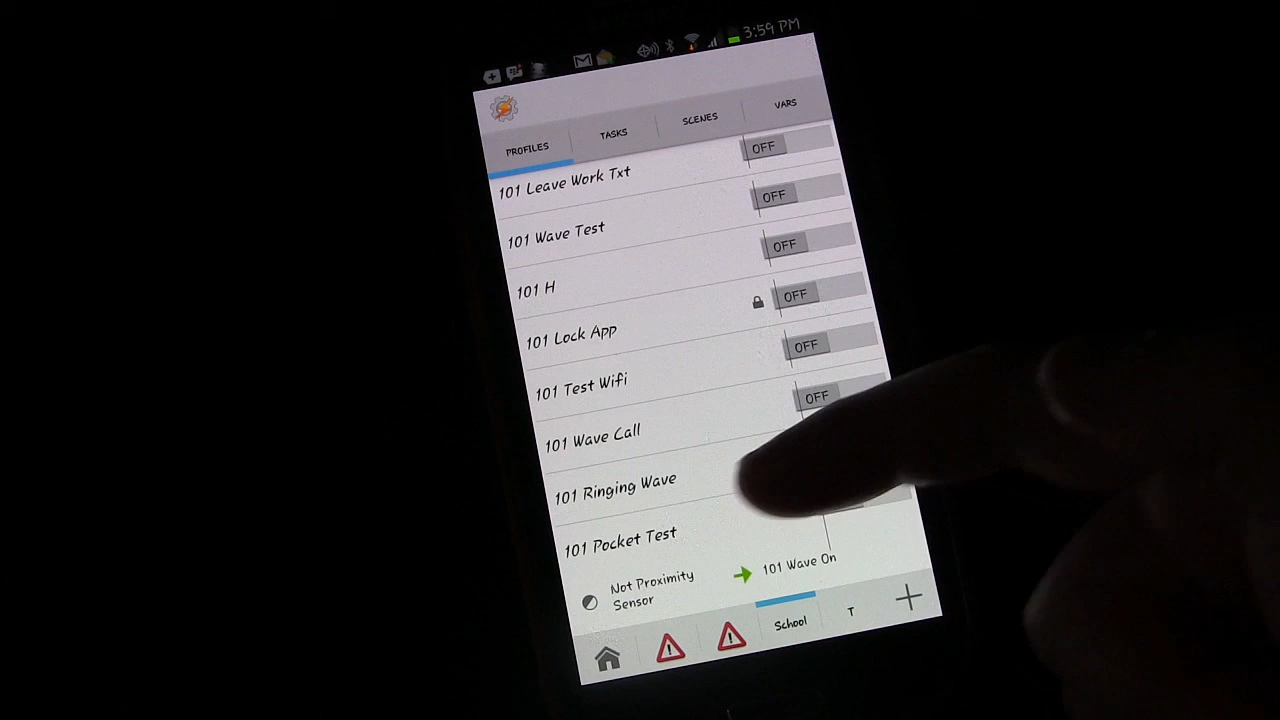 3:59 PM
PROFILES TASKS SCENES VARS
OFF
101 Leave Work Txt OFF
101 Wave Test OFF
101 H OFF
101 Lock App OFF
101 Test Wifi OFF
101 Wave Call
101 Ringing Wave
101 Pocket Test
Not Proximity Sensor 101 Wave On
School T